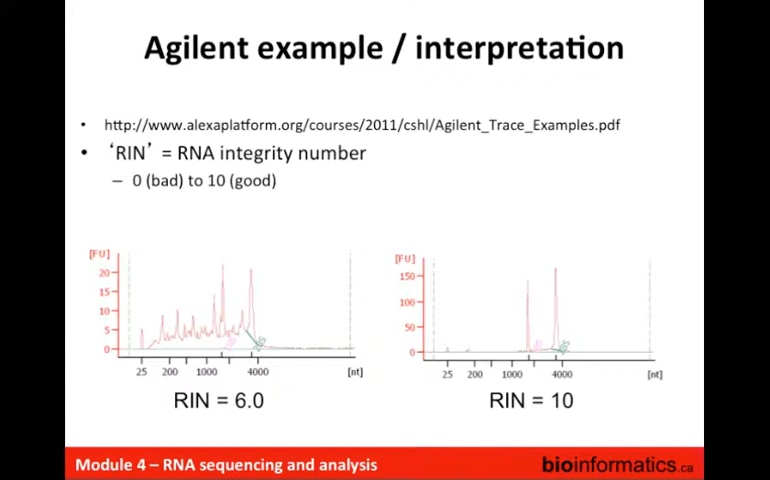 Agilent example / interpretation
• http://www.alexaplatform.org/courses/2011/cshl/Agilent_Trace_Examples.pdf
• ‘RIN’ = RNA integrity number
– 0 (bad) to 10 (good)
[FU]
20
15
10
5
0
25 200 1000 4000 [nt]
RIN = 6.0
[FU]
150
100
50
0
25 200 1000 4000 [nt]
RIN = 10
Module 4 – RNA sequencing and analysis
bioinformatics.ca